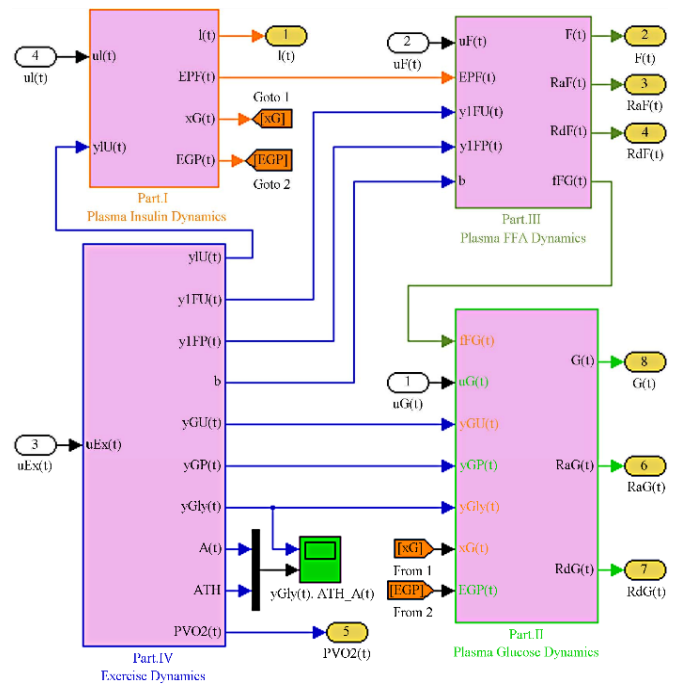 4
uI(t)
uI(t)
yIU(t)
I(t)
EPF(t)
xG(t)
EGP(t)
1
I(t)
Goto 1
[xG]
[EGP]
Goto 2
Part.I
Plasma Insulin Dynamics
2
uF(t)
uF(t)
EPF(t)
y1FU(t)
y1FP(t)
b
F(t)
RaF(t)
RdF(t)
fFG(t)
2
F(t)
3
RaF(t)
4
RdF(t)
Part.III
Plasma FFA Dynamics
3
uEx(t)
uEx(t)
yIU(t)
y1FU(t)
y1FP(t)
b
yGU(t)
yGP(t)
yGly(t)
A(t)
ATH
PVO2(t)
yGly(t). ATH_A(t)
5
PVO2(t)
Part.IV
Exercise Dynamics
1
uG(t)
[xG]
From 1
[EGP]
From 2
fFG(t)
uG(t)
yGU(t)
yGP(t)
yGly(t)
xG(t)
EGP(t)
G(t)
RaG(t)
RdG(t)
8
G(t)
6
RaG(t)
7
RdG(t)
Part.II
Plasma Glucose Dynamics